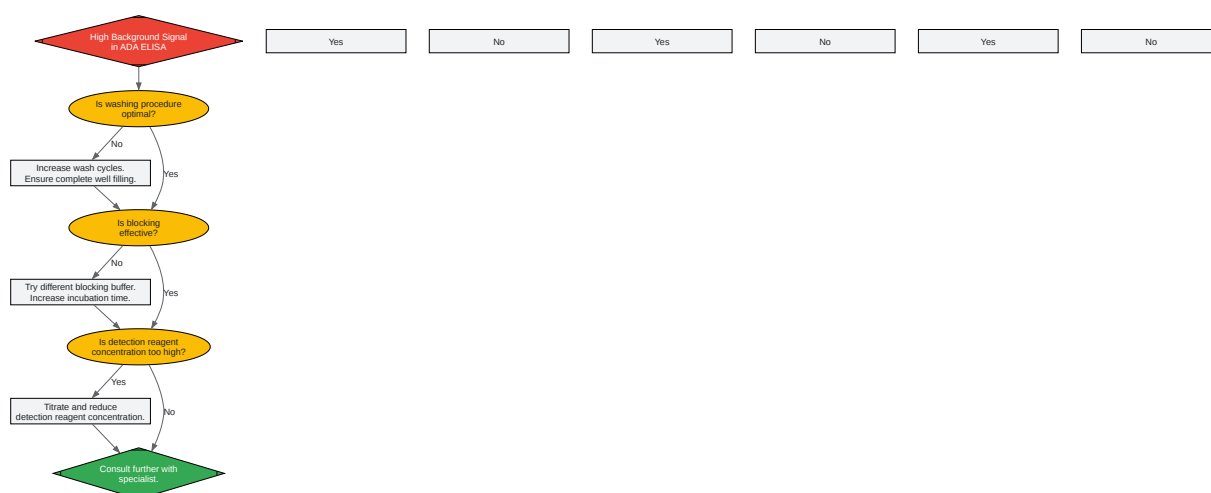 High Background Signal
in ADA ELISA
Yes
No
Yes
No
Yes
No
Is washing procedure
optimal?
No
Increase wash cycles.
Ensure complete well filling.
Yes
Is blocking
effective?
No
Try different blocking buffer.
Increase incubation time.
Yes
Is detection reagent
concentration too high?
Yes
Titrate and reduce
detection reagent concentration.
No
Consult further with
specialist.